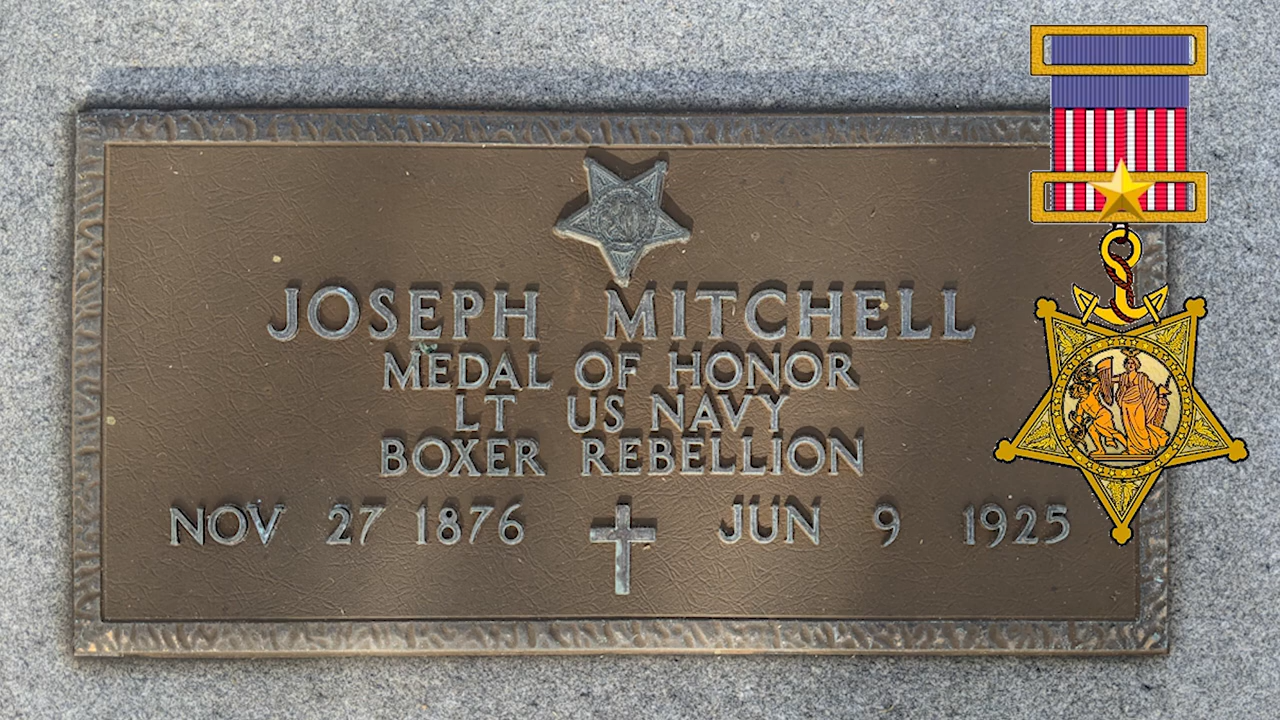 JOSEPH MITCHELL
MEDAL OF HONOR
LT US NAVY
BOXER REBELLION
NOV 27 1876 JUN 9 1925